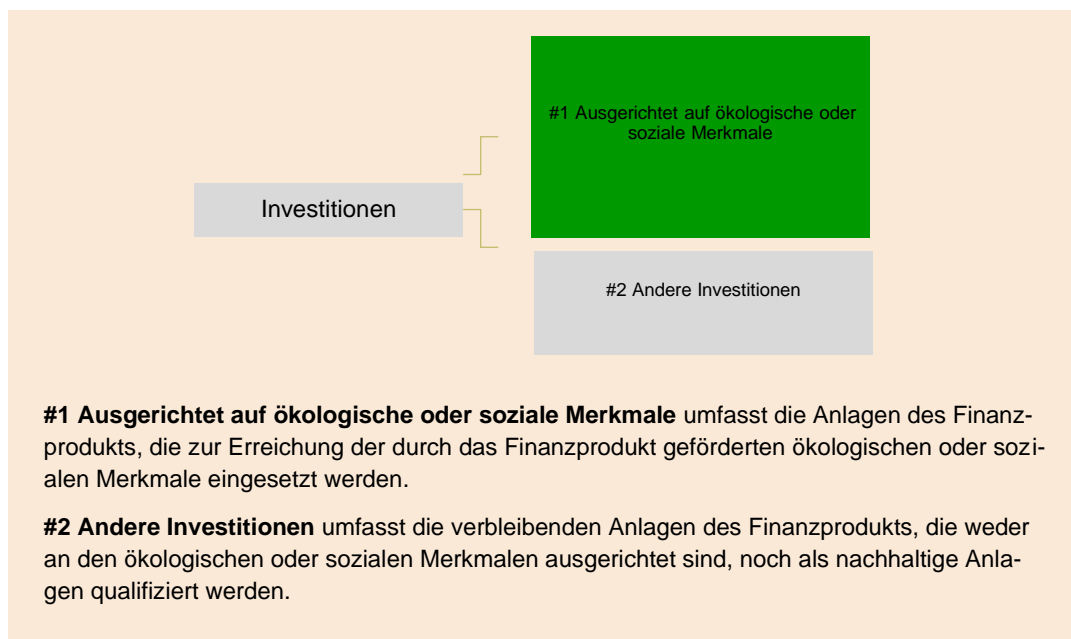 #1 Ausgerichtet auf ökologische oder
soziale Merkmale
Investitionen
#2 Andere Investitionen
#1 Ausgerichtet auf ökologische oder soziale Merkmale umfasst die Anlagen des Finanz-
produkts, die zur Erreichung der durch das Finanzprodukt geförderten ökologischen oder sozi-
alen Merkmale eingesetzt werden.
#2 Andere Investitionen umfasst die verbleibenden Anlagen des Finanzprodukts, die weder
an den ökologischen oder sozialen Merkmalen ausgerichtet sind, noch als nachhaltige Anla-
gen qualifiziert werden.